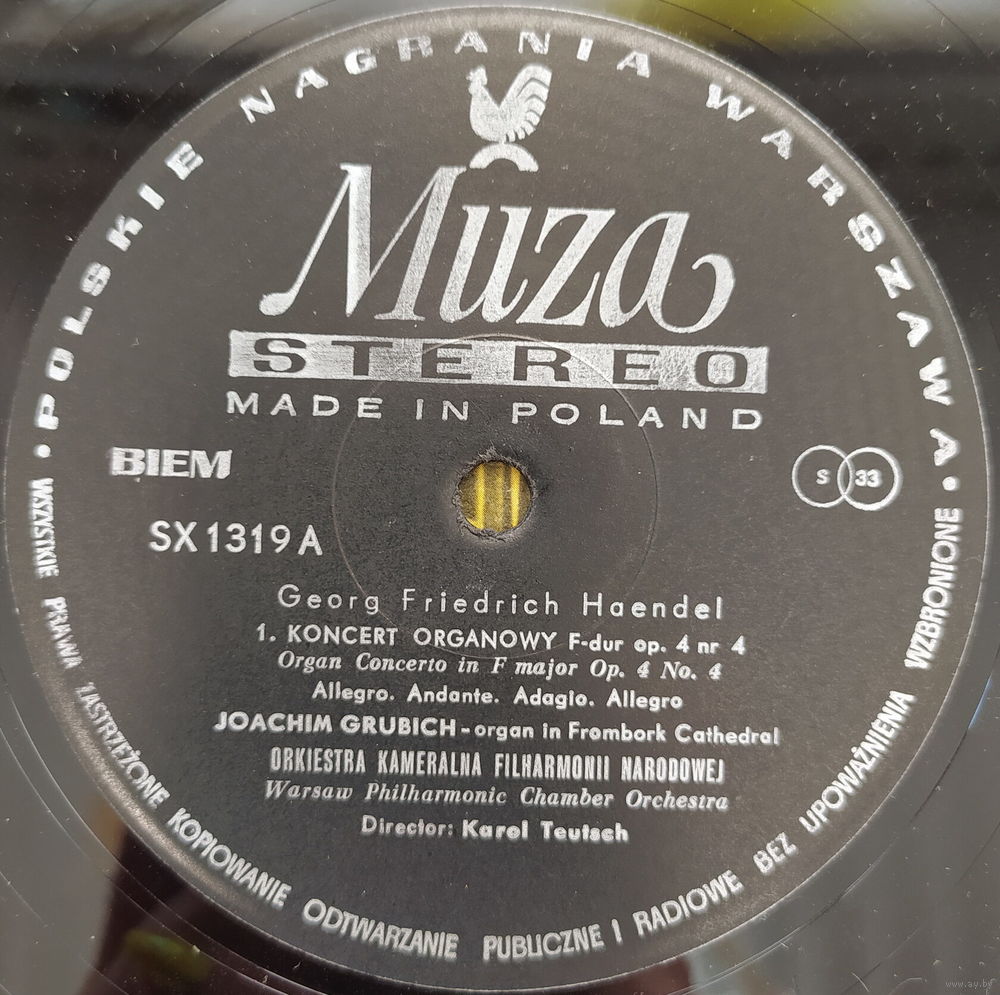 • POLSKIE NAGRANIA WARSZAWA •
Muza
STEREO
MADE IN POLAND
BIEM
S 33
SX 1319 A
Georg Friedrich Haendel
1. KONCERT ORGANOWY F-dur op. 4 nr 4
Organ Concerto in F major Op. 4 No. 4
Allegro. Andante. Adagio. Allegro
JOACHIM GRUBICH - organ in Frombork Cathedral
ORKIESTRA KAMERALNA FILHARMONII NARODOWEJ
Warsaw Philharmonic Chamber Orchestra
Director: Karol Teutsch
WSZYSTKIE PRAWA ZASTRZEŻONE KOPIOWANIE ODTWARZANIE PUBLICZNE I RADIOWE BEZ UPOWAŻNIENIA WZBRONIONE
www.ay.by